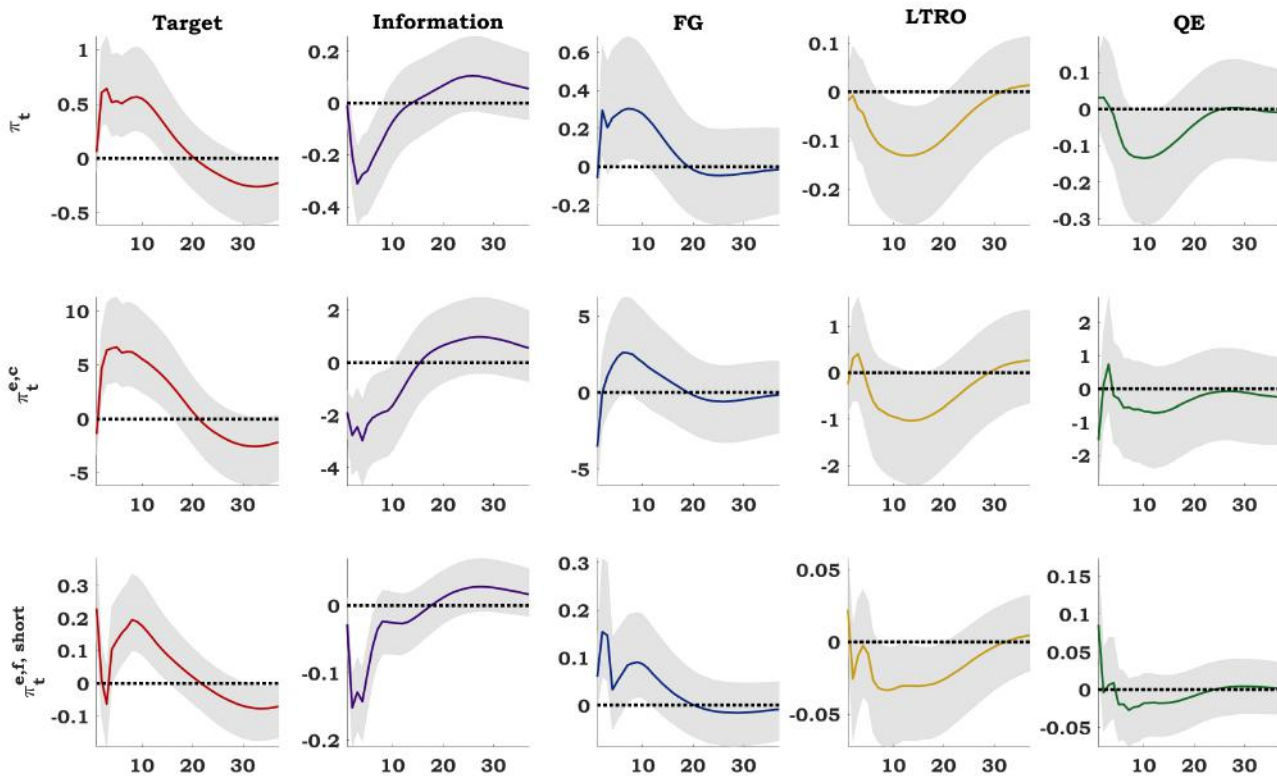 Target Information FG LTRO QE
π_t
1 0.5 0 -0.5
0.2 0 -0.2 -0.4
0.6 0.4 0.2 0 -0.2
0.1 0 -0.1 -0.2
0.2 0.1 0 -0.1 -0.2 -0.3
10 20 30 10 20 30 10 20 30 10 20 30 10 20 30
π_t^{e,c}
10 5 0 -5
2 0 -2 -4
5 0 -5
1 0 -1 -2
2 1 0 -1 -2
10 20 30 10 20 30 10 20 30 10 20 30 10 20 30
π_t^{e,f, short}
0.3 0.2 0.1 0 -0.1
0 -0.1 -0.2
0.3 0.2 0.1 0
0.05 0 -0.05
0.15 0.1 0.05 0 -0.05
10 20 30 10 20 30 10 20 30 10 20 30 10 20 30